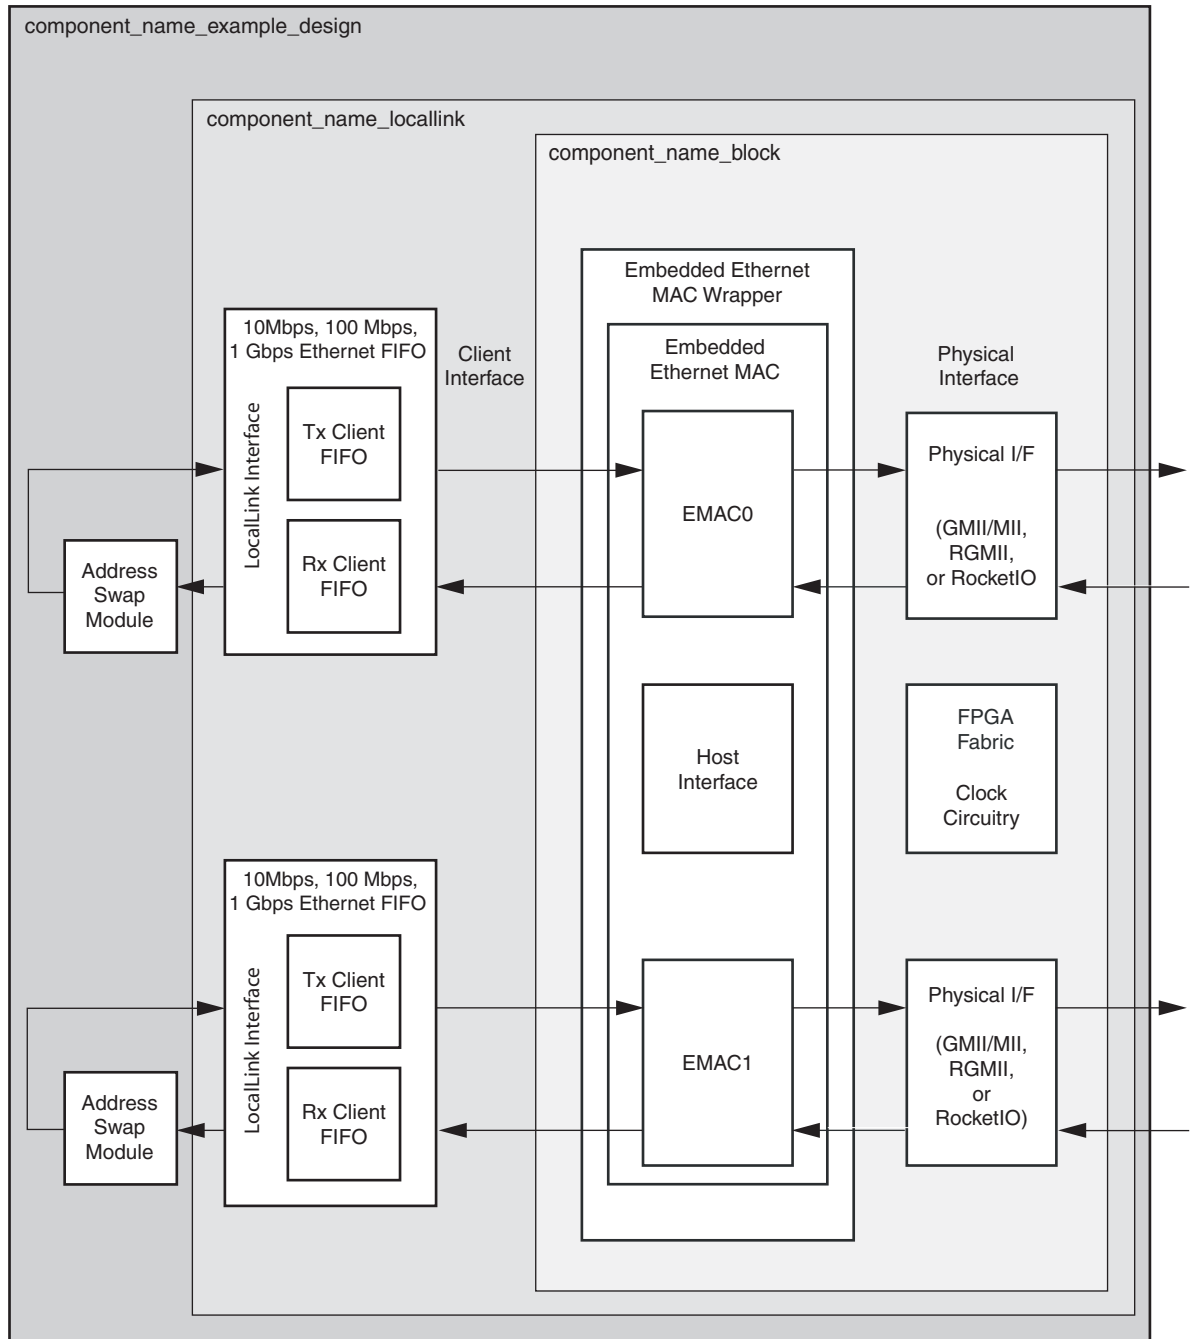 component_name_example_design
component_name_locallink
component_name_block
Embedded Ethernet
MAC Wrapper
10Mbps, 100 Mbps,
1 Gbps Ethernet FIFO
Client
Interface
Embedded
Ethernet MAC
Physical
Interface
LocalLink Interface
Tx Client
FIFO
Rx Client
FIFO
EMAC0
Physical I/F
(GMII/MII,
RGMII,
or RocketIO
Address
Swap
Module
Host
Interface
FPGA
Fabric
Clock
Circuitry
10Mbps, 100 Mbps,
1 Gbps Ethernet FIFO
LocalLink Interface
Tx Client
FIFO
Rx Client
FIFO
EMAC1
Physical I/F
(GMII/MII,
RGMII,
or
RocketIO)
Address
Swap
Module